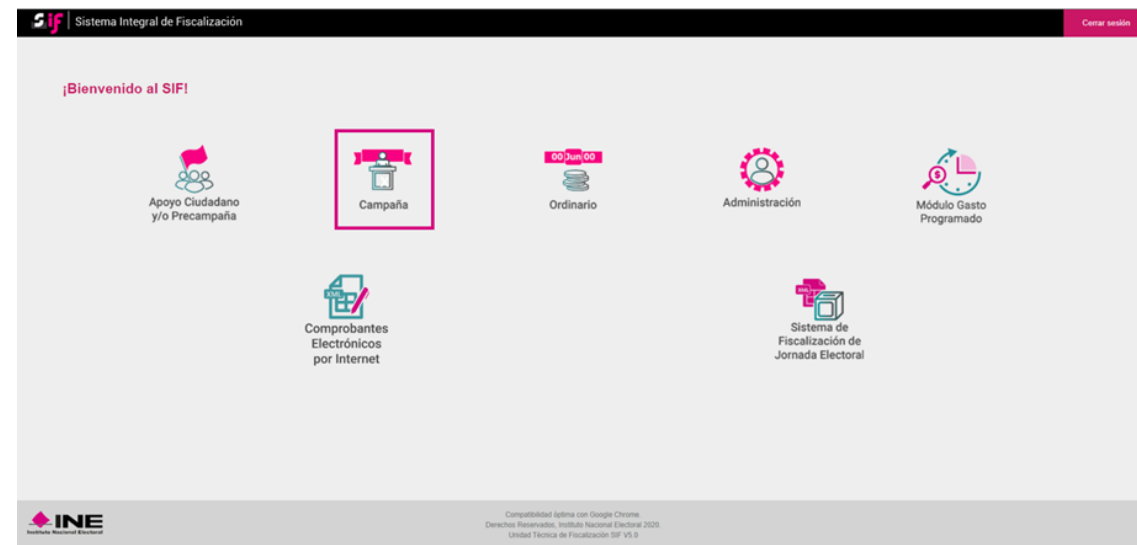 Sif Sistema Integral de Fiscalización
Cerrar sesión
¡Bienvenido al SIF!
Apoyo Ciudadano
y/o Precampaña
Campaña
00 Jun 00
Ordinario
Administración
$
Módulo Gasto
Programado
XML
Comprobantes
Electrónicos
por Internet
XML
Sistema de
Fiscalización de
Jornada Electoral
INE
Instituto Nacional Electoral
Compatibilidad óptima con Google Chrome.
Derechos Reservados, Instituto Nacional Electoral 2020.
Unidad Técnica de Fiscalización SIF V5.0